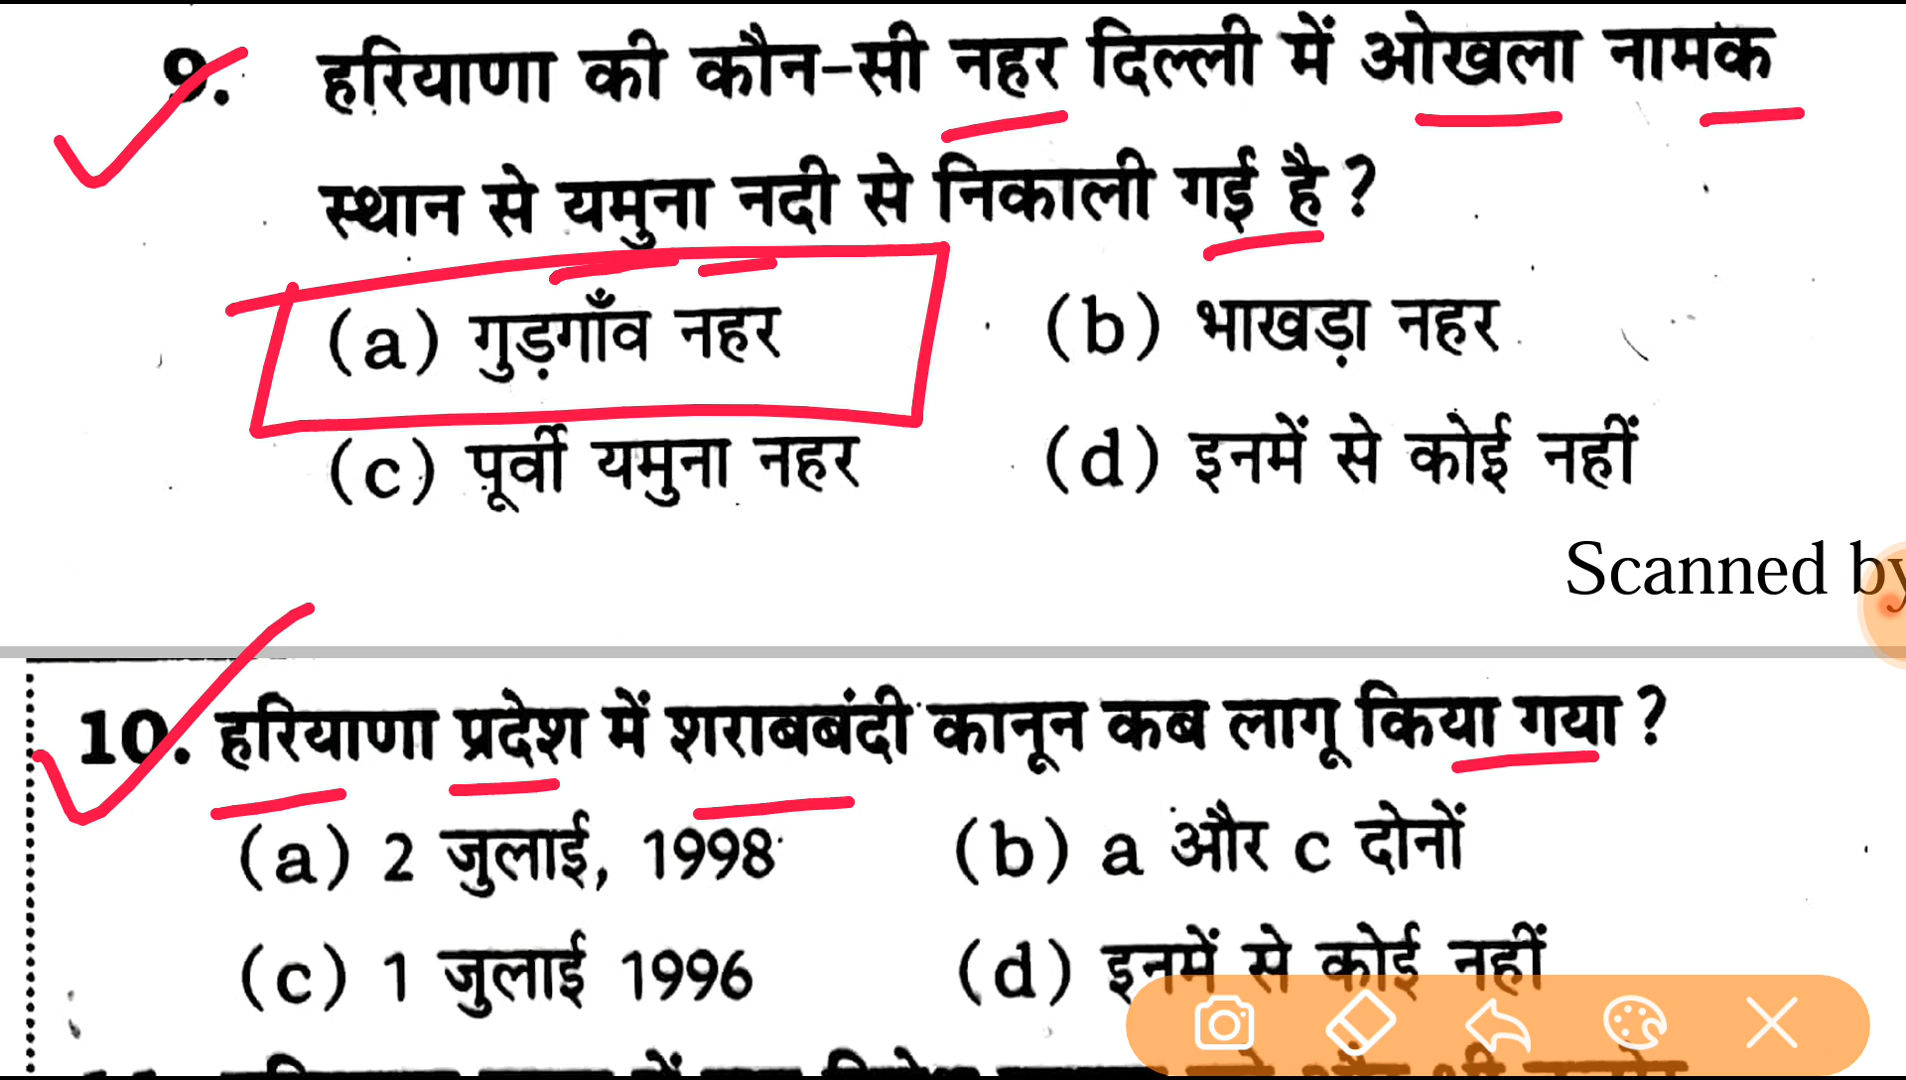 9. हरियाणा की कौन-सी नहर दिल्ली में ओखला नामक
स्थान से यमुना नदी से निकाली गई है ?
(a) गुड़गाँव नहर (b) भाखड़ा नहर
(c) पूर्वी यमुना नहर (d) इनमें से कोई नहीं
Scanned by
10. हरियाणा प्रदेश में शराबबंदी कानून कब लागू किया गया ?
(a) 2 जुलाई, 1998 (b) a और c दोनों
(c) 1 जुलाई 1996 (d) इनमें से कोई नहीं